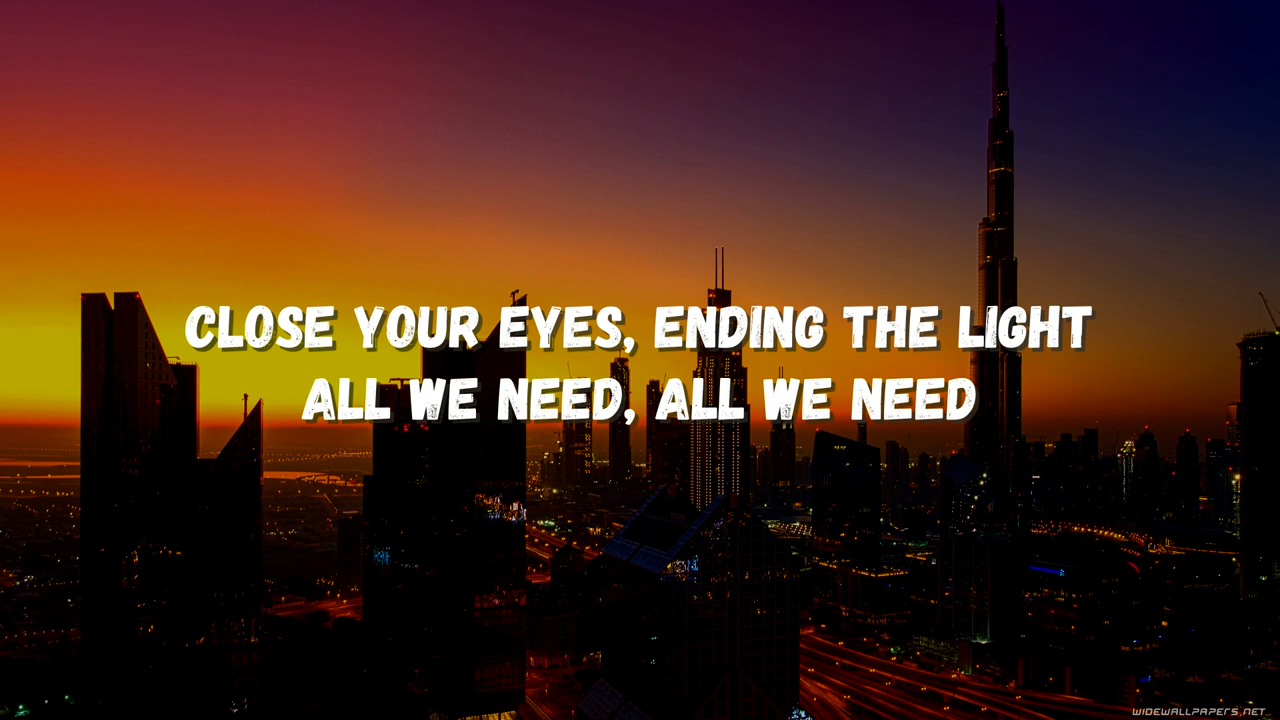 CLOSE YOUR EYES, ENDING THE LIGHT
ALL WE NEED, ALL WE NEED
WIDEWALLPAPERS.NET